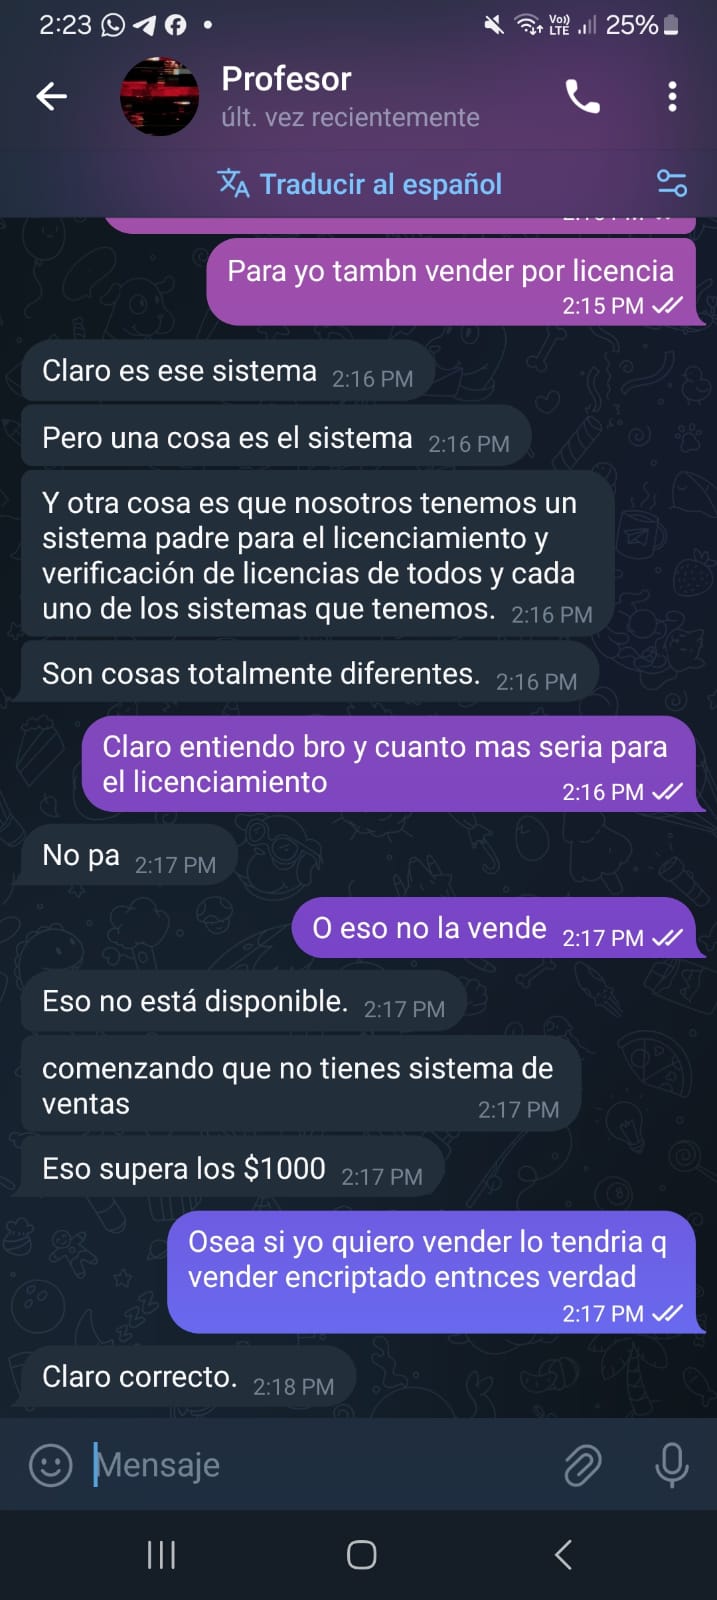 2:23
Vo))
LTE
25%
Profesor
últ. vez recientemente
Traducir al español
Para yo tambn vender por licencia
2:15 PM
Claro es ese sistema 2:16 PM
Pero una cosa es el sistema 2:16 PM
Y otra cosa es que nosotros tenemos un
sistema padre para el licenciamiento y
verificación de licencias de todos y cada
uno de los sistemas que tenemos. 2:16 PM
Son cosas totalmente diferentes. 2:16 PM
Claro entiendo bro y cuanto mas seria para
el licenciamiento 2:16 PM
No pa 2:17 PM
O eso no la vende 2:17 PM
Eso no está disponible. 2:17 PM
comenzando que no tienes sistema de
ventas 2:17 PM
Eso supera los $1000 2:17 PM
Osea si yo quiero vender lo tendria q
vender encriptado entnces verdad
2:17 PM
Claro correcto. 2:18 PM
Mensaje